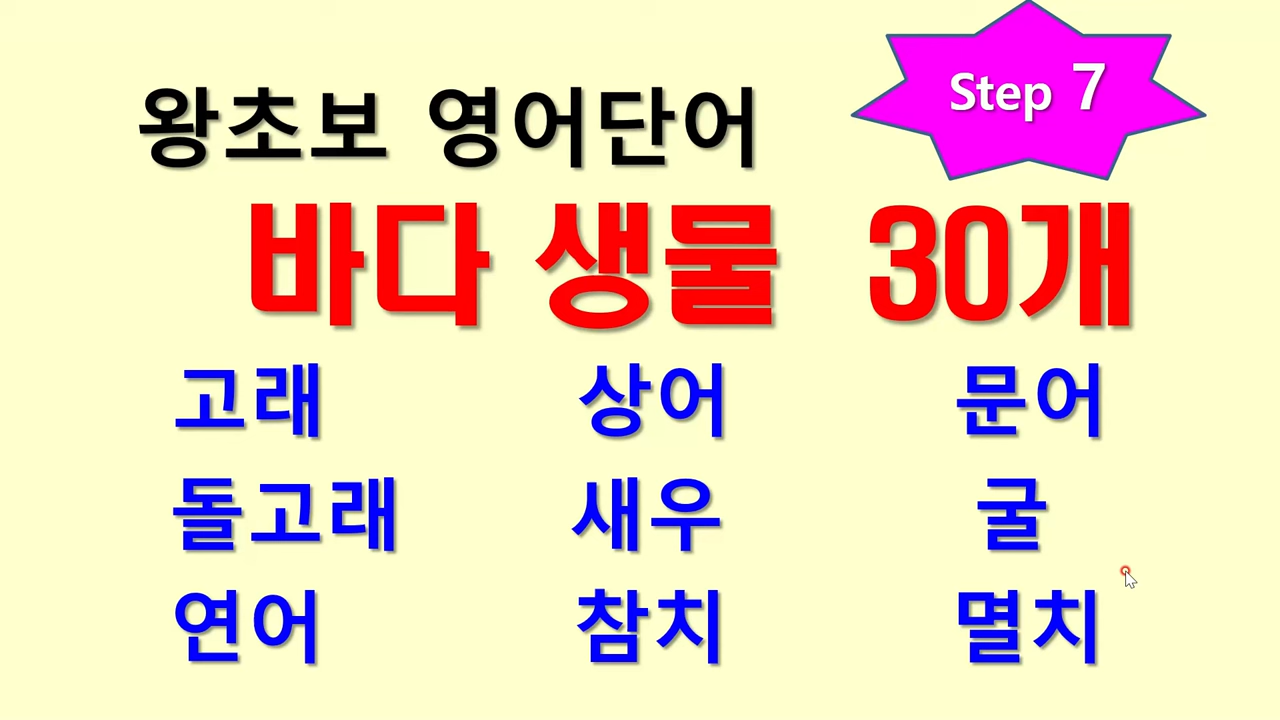 Step 7
왕초보 영어단어
바다 생물 30개
고래 상어 문어
돌고래 새우 굴
연어 참치 멸치